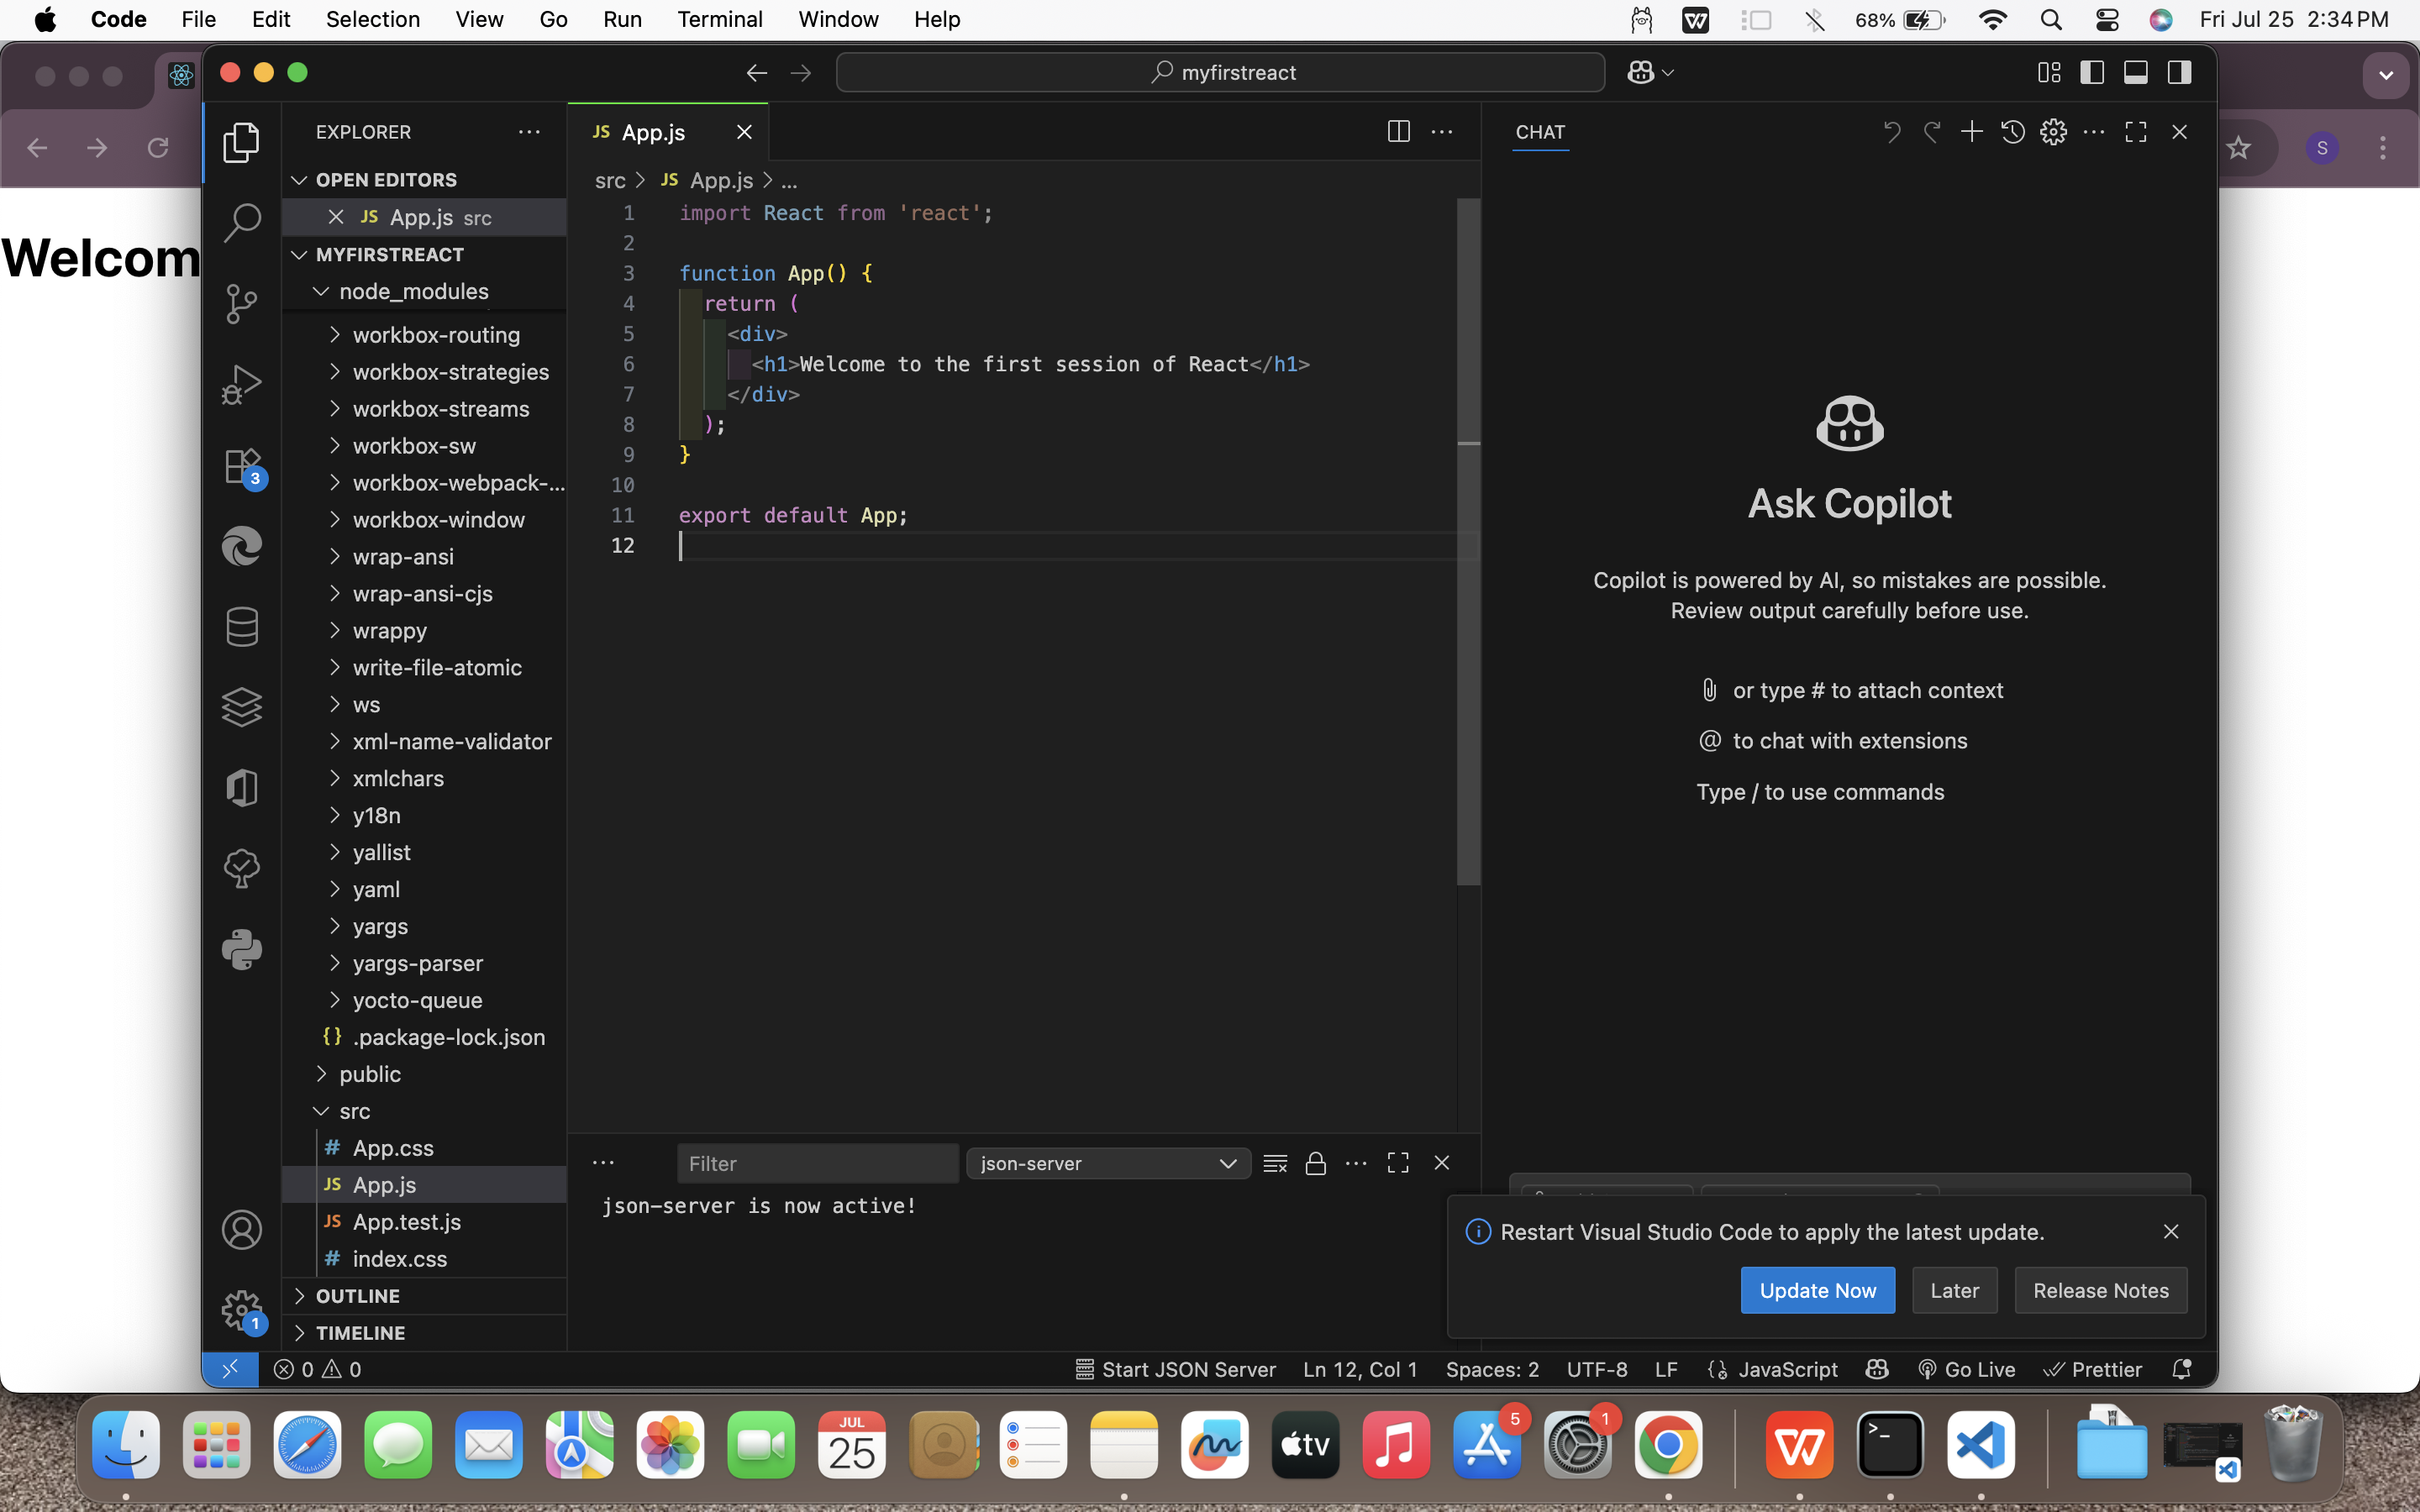 Code File Edit Selection View Go Run Terminal Window Help 68% Fri Jul 25 2:34 PM
myfirstreact
S
Welcom
EXPLORER
OPEN EDITORS
JS App.js src
MYFIRSTREACT
node_modules
workbox-routing
workbox-strategies
workbox-streams
workbox-sw
workbox-webpack-...
workbox-window
wrap-ansi
wrap-ansi-cjs
wrappy
write-file-atomic
ws
xml-name-validator
xmlchars
y18n
yallist
yaml
yargs
yargs-parser
yocto-queue
{} .package-lock.json
public
src
# App.css
JS App.js
JS App.test.js
# index.css
OUTLINE
TIMELINE
3
1
JS App.js
src > JS App.js > ...
1 import React from 'react';
2
3 function App() {
4 return (
5 <div>
6 <h1>Welcome to the first session of React</h1>
7 </div>
8 );
9 }
10
11 export default App;
12
Filter
json-server
json-server is now active!
CHAT
Ask Copilot
Copilot is powered by AI, so mistakes are possible.
Review output carefully before use.
or type # to attach context
@ to chat with extensions
Type / to use commands
Restart Visual Studio Code to apply the latest update.
Update Now Later Release Notes
0 0 Start JSON Server Ln 12, Col 1 Spaces: 2 UTF-8 LF JavaScript Go Live Prettier
JUL
25
tv
5
1